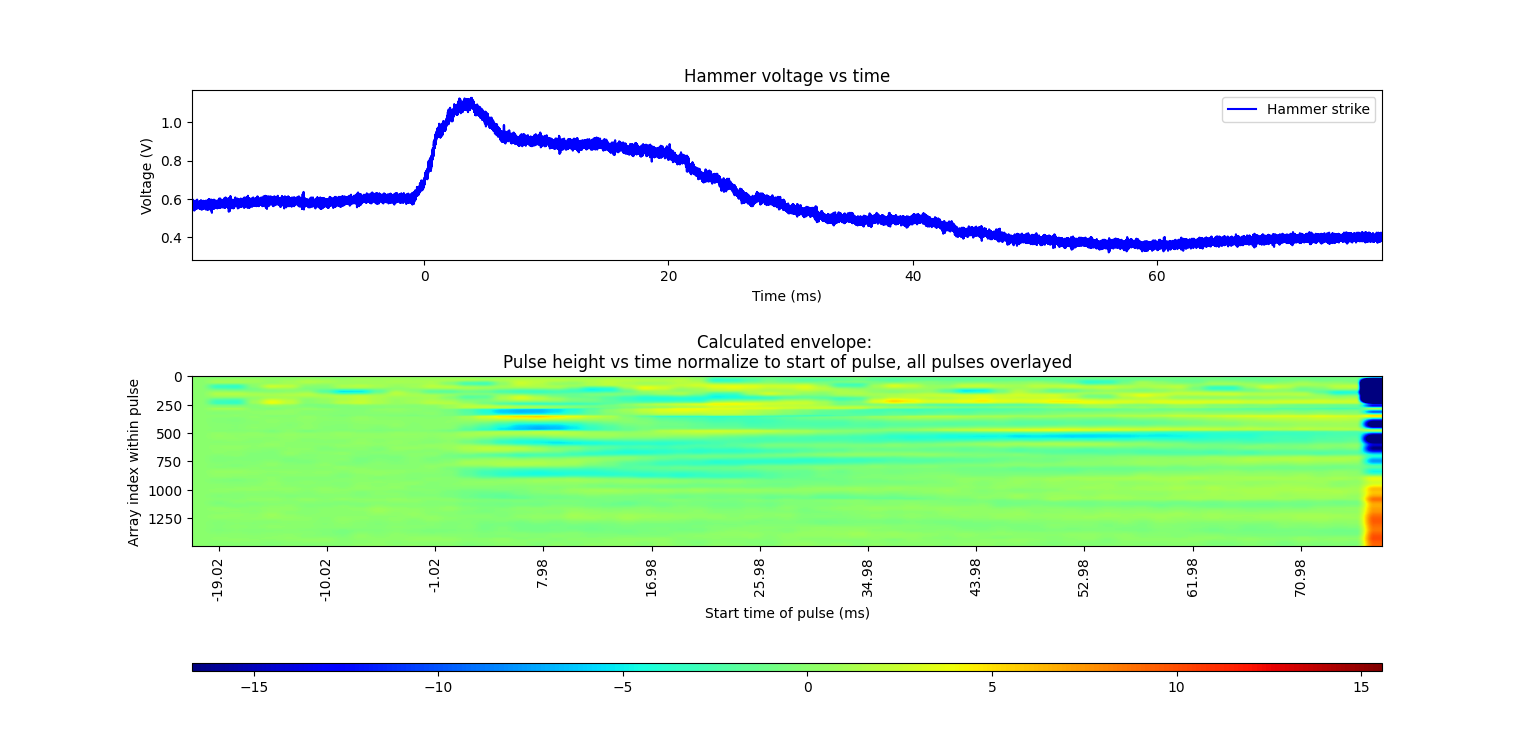 Hammer voltage vs time
Hammer strike
1.0
0.8
0.6
0.4
Voltage (V)
0 20 40 60
Time (ms)
Calculated envelope:
Pulse height vs time normalize to start of pulse, all pulses overlayed
0
250
500
750
1000
1250
Array index within pulse
-19.02 -10.02 -1.02 7.98 16.98 25.98 34.98 43.98 52.98 61.98 70.98
Start time of pulse (ms)
−15 −10 −5 0 5 10 15